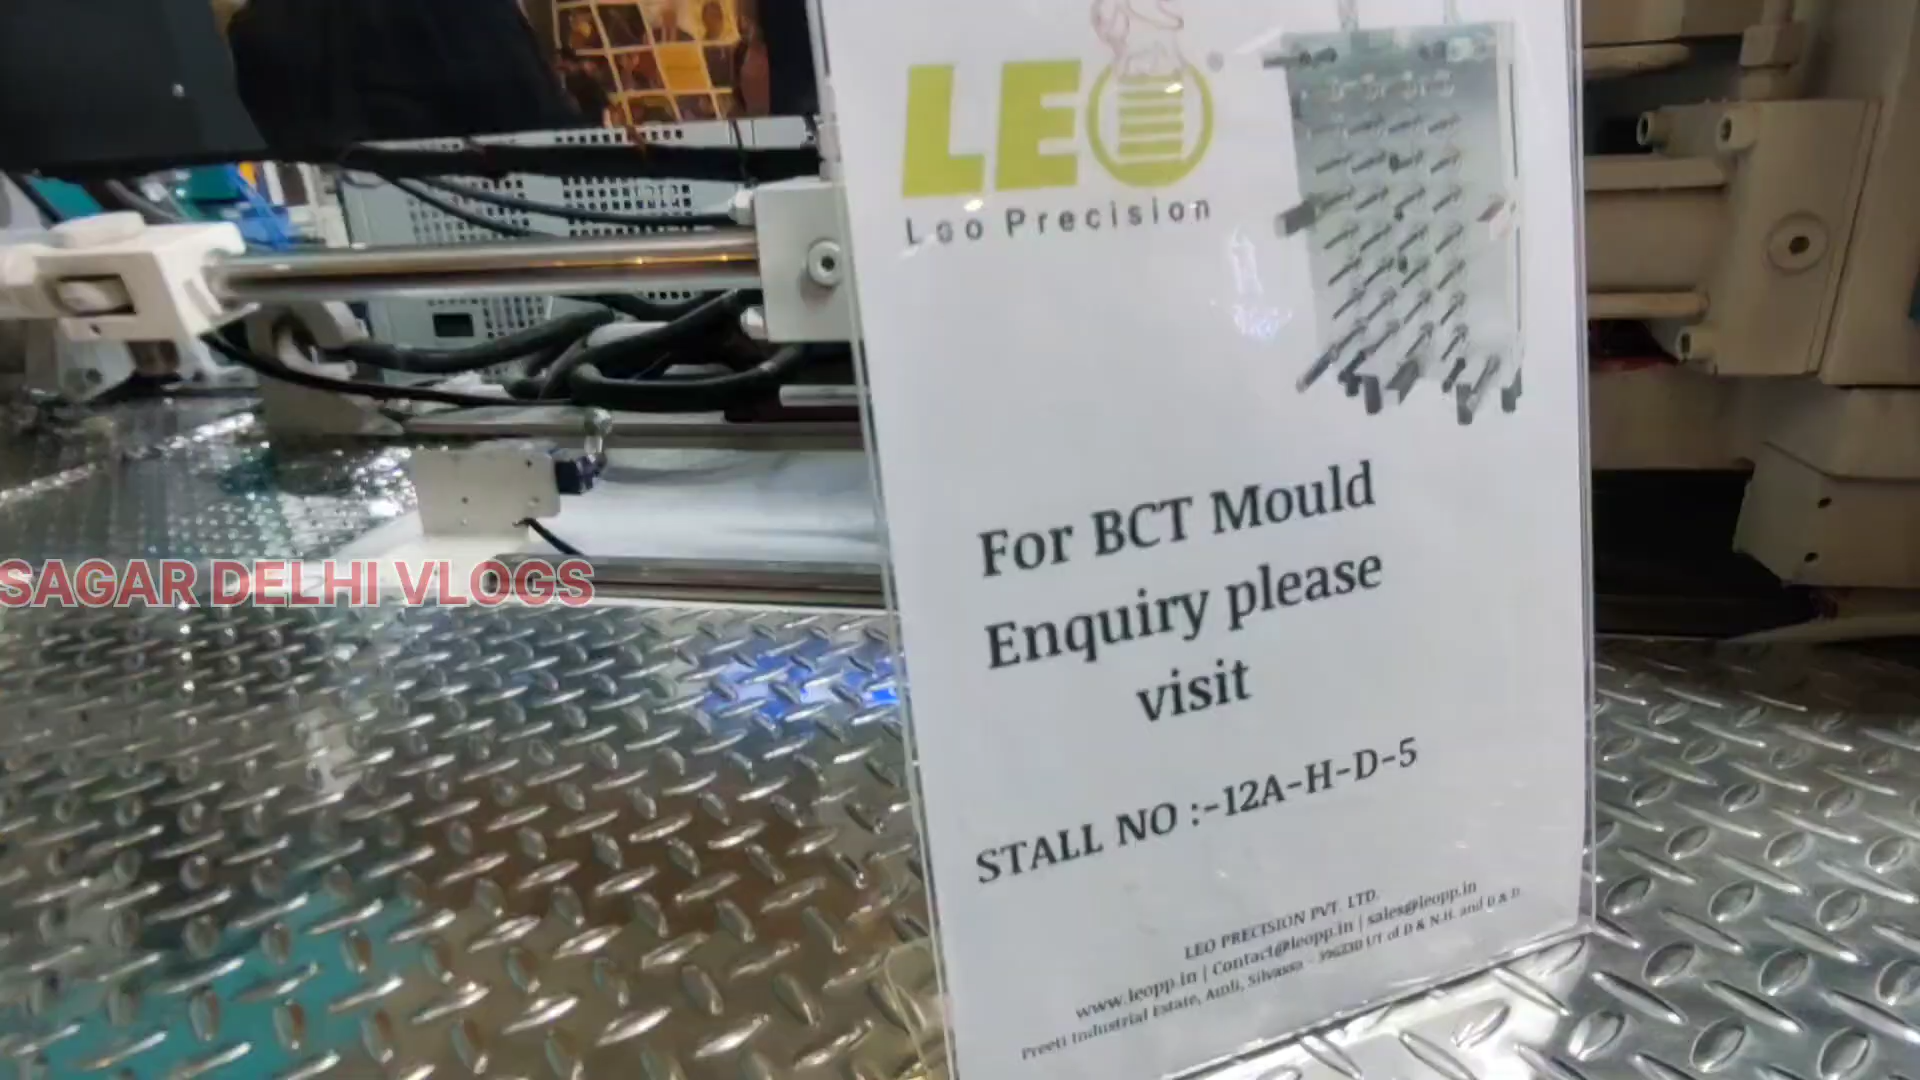 LEO
Leo Precision
For BCT Mould
Enquiry please
visit
STALL NO :-12A-H-D-5
LEO PRECISION PVT. LTD.
www.leopp.in | Contact@leopp.in | sales@leopp.in
Preeti Industrial Estate, Amli, Silvassa - 396230 UT of D & N.H. and D & D
SAGAR DELHI VLOGS